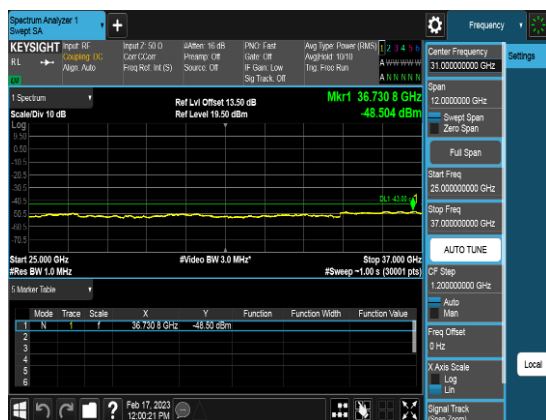 Spectrum Analyzer 1
Swept SA
+
Frequency
KEYSIGHT
RL
Input: RF
Coupling: DC
Align: Auto
Input Z: 50 Ω
Corr CCorr
Freq Ref: Int (S)
#Atten: 16 dB
Preamp: Off
Source: Off
PNO: Fast
Gate: Off
IF Gain: Low
Sig Track: Off
Avg Type: Power (RMS)
Avg|Hold: 10/10
Trig: Free Run
1 2 3 4 5 6
A W W W W W
A N N N N N
Center Frequency
31.000000000 GHz
Settings
Span
12.0000000 GHz
Swept Span
Zero Span
Full Span
Start Freq
25.000000000 GHz
Stop Freq
37.000000000 GHz
AUTO TUNE
CF Step
1.200000000 GHz
Auto
Man
Freq Offset
0 Hz
X Axis Scale
Log
Lin
Local
Signal Track
(Span Zoom)
1 Spectrum
Scale/Div 10 dB
Ref Lvl Offset 13.50 dB
Ref Level 19.50 dBm
Mkr1 36.730 8 GHz
-48.504 dBm
Log
9.50
-0.500
-10.5
-20.5
-30.5
-40.5
-50.5
-60.5
-70.5
Start 25.000 GHz
#Res BW 1.0 MHz
#Video BW 3.0 MHz*
Stop 37.000 GHz
#Sweep ~1.00 s (30001 pts)
5 Marker Table
Mode Trace Scale X Y Function Function Width Function Value
1 N 1 f 36.730 8 GHz -48.50 dBm
2
3
4
5
6
?
Feb 17, 2023
12:00:21 PM